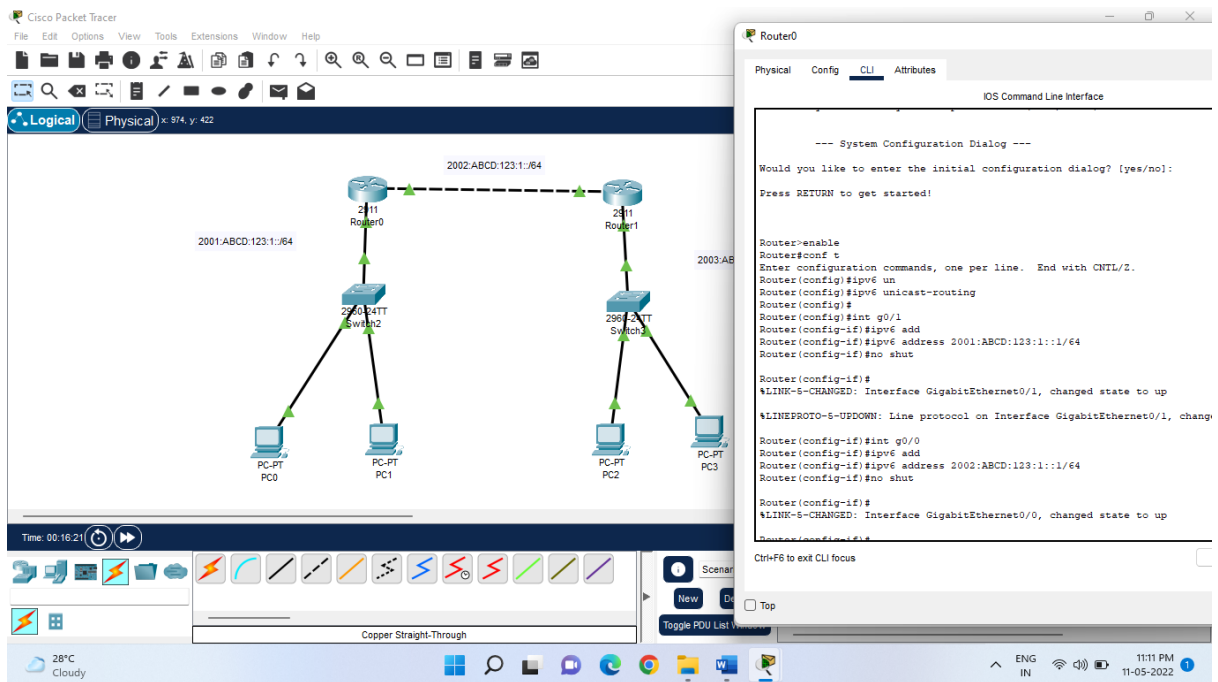 Cisco Packet Tracer
File Edit Options View Tools Extensions Window Help
Logical Physical x: 974, y: 422
2002:ABCD:123:1::/64
2911
Router0
2911
Router1
2001:ABCD:123:1::/64
2003:AB
2960-24TT
Switch2
2960-24TT
Switch3
PC-PT
PC0
PC-PT
PC1
PC-PT
PC2
PC-PT
PC3
Time: 00:16:21
Scenar
New De
Toggle PDU List Window
Copper Straight-Through
Router0
Physical Config CLI Attributes
IOS Command Line Interface
--- System Configuration Dialog ---
Would you like to enter the initial configuration dialog? [yes/no]:
Press RETURN to get started!
Router>enable
Router#conf t
Enter configuration commands, one per line. End with CNTL/Z.
Router(config)#ipv6 un
Router(config)#ipv6 unicast-routing
Router(config)#
Router(config)#int g0/1
Router(config-if)#ipv6 add
Router(config-if)#ipv6 address 2001:ABCD:123:1::1/64
Router(config-if)#no shut
Router(config-if)#
%LINK-5-CHANGED: Interface GigabitEthernet0/1, changed state to up
%LINEPROTO-5-UPDOWN: Line protocol on Interface GigabitEthernet0/1, change
Router(config-if)#int g0/0
Router(config-if)#ipv6 add
Router(config-if)#ipv6 address 2002:ABCD:123:1::1/64
Router(config-if)#no shut
Router(config-if)#
%LINK-5-CHANGED: Interface GigabitEthernet0/0, changed state to up
Router(config-if)#
Ctrl+F6 to exit CLI focus
Top
28°C
Cloudy
ENG
IN
11:11 PM
11-05-2022
1